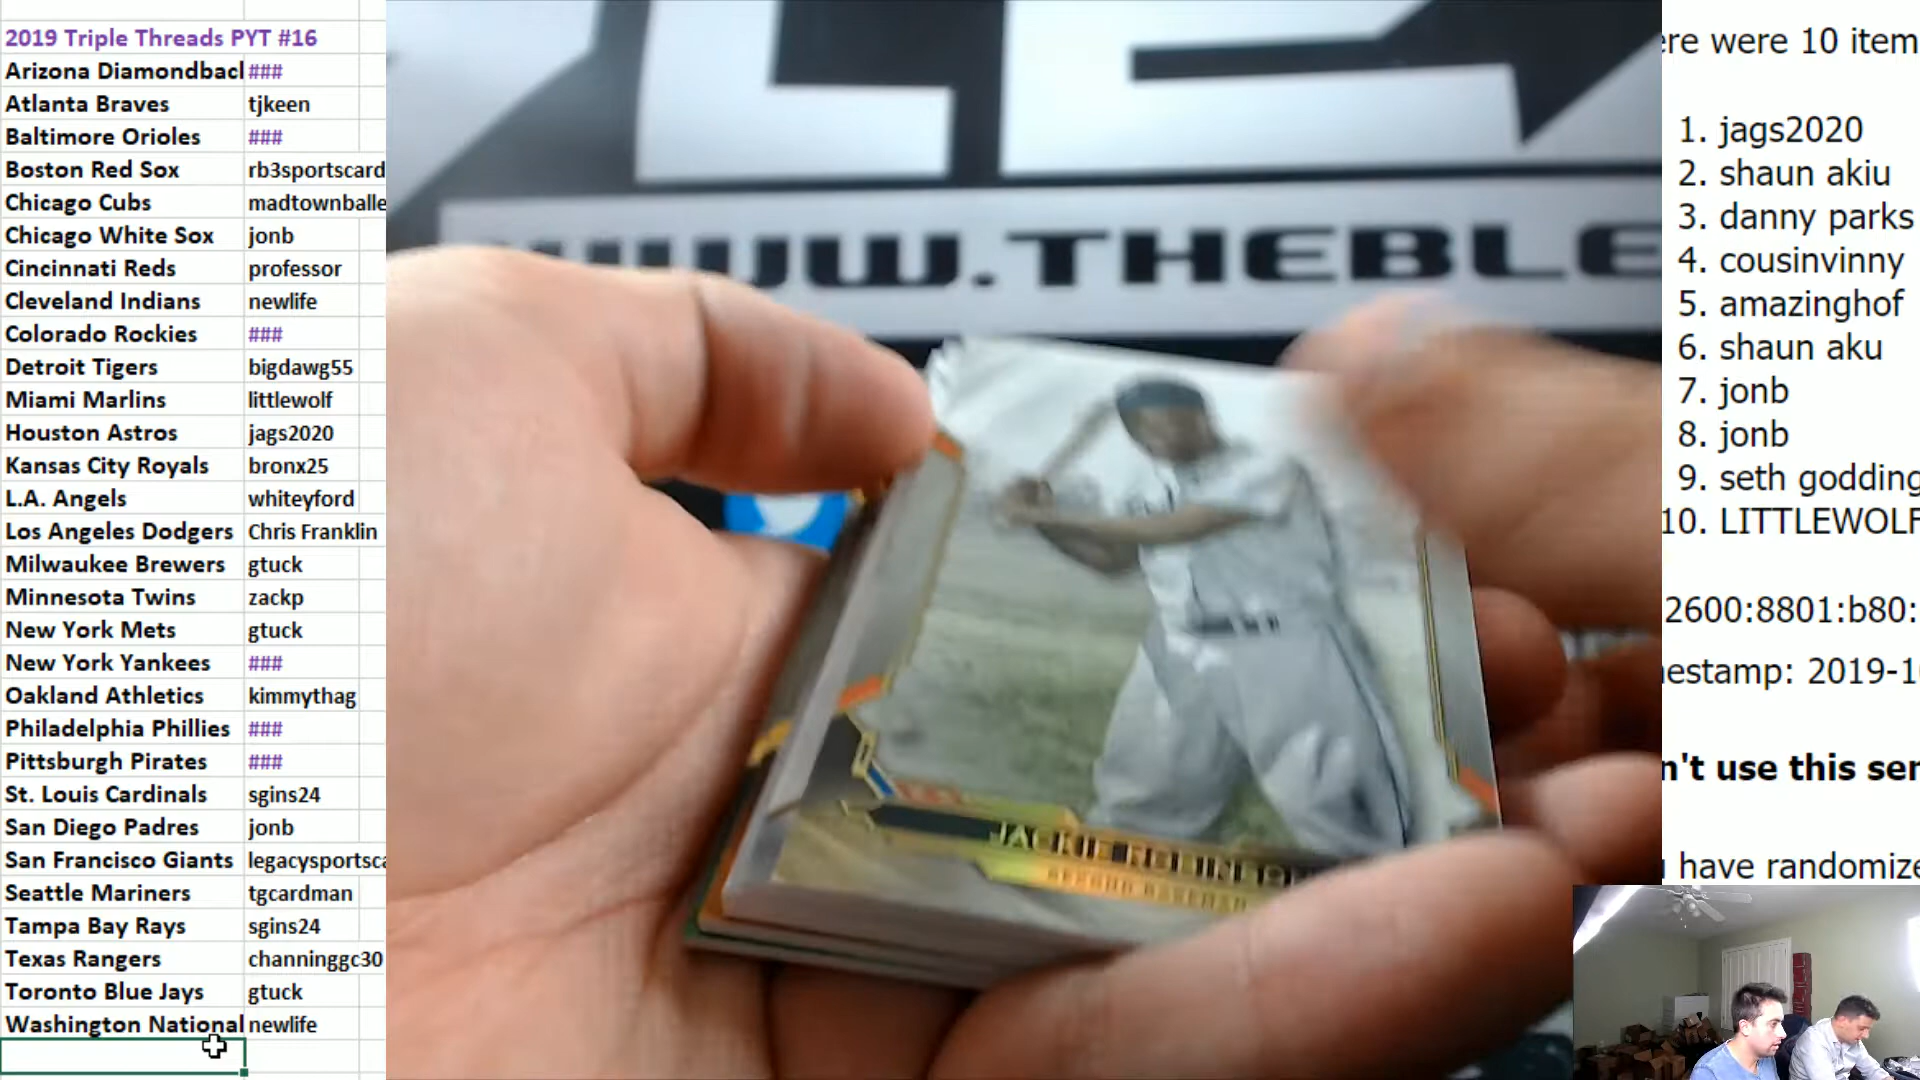 2019 Triple Threads PYT #16
Arizona Diamondbac ###
Atlanta Braves tjkeen
Baltimore Orioles ###
Boston Red Sox rb3sportscard
Chicago Cubs madtownballe
Chicago White Sox jonb
Cincinnati Reds professor
Cleveland Indians newlife
Colorado Rockies ###
Detroit Tigers bigdawg55
Miami Marlins littlewolf
Houston Astros jags2020
Kansas City Royals bronx25
L.A. Angels whiteyford
Los Angeles Dodgers Chris Franklin
Milwaukee Brewers gtuck
Minnesota Twins zackp
New York Mets gtuck
New York Yankees ###
Oakland Athletics kimmythag
Philadelphia Phillies ###
Pittsburgh Pirates ###
St. Louis Cardinals sgins24
San Diego Padres jonb
San Francisco Giants legacysportsca
Seattle Mariners tgcardman
Tampa Bay Rays sgins24
Texas Rangers channinggc30
Toronto Blue Jays gtuck
Washington National newlife
WWW.THEBLE
JACKIE ROBINSON
SECOND BASEMAN
ere were 10 item
1. jags2020
2. shaun akiu
3. danny parks
4. cousinvinny
5. amazinghof
6. shaun aku
7. jonb
8. jonb
9. seth godding
10. LITTLEWOLF
2600:8801:b80:
estamp: 2019-1
n't use this ser
have randomize